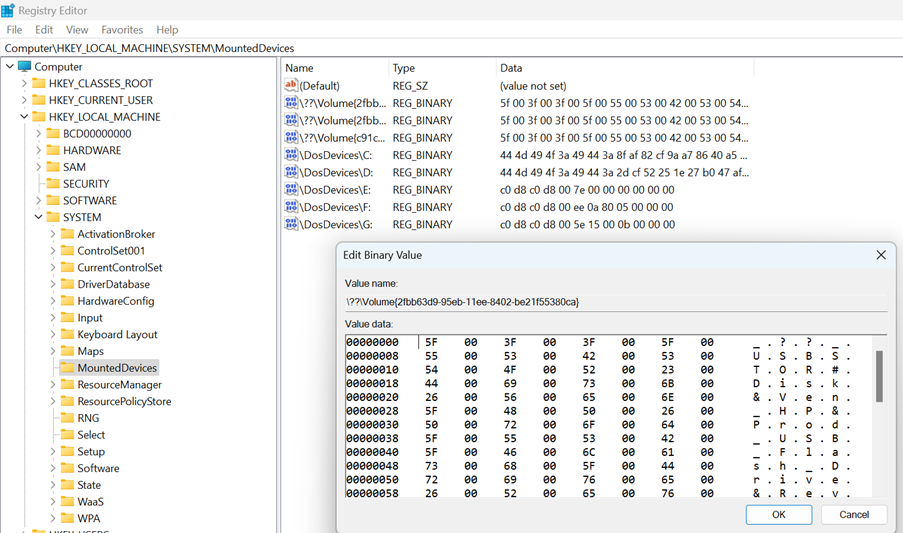 Registry Editor
File Edit View Favorites Help
Computer\HKEY_LOCAL_MACHINE\SYSTEM\MountedDevices
Computer
HKEY_CLASSES_ROOT
HKEY_CURRENT_USER
HKEY_LOCAL_MACHINE
BCD00000000
HARDWARE
SAM
SECURITY
SOFTWARE
SYSTEM
ActivationBroker
ControlSet001
CurrentControlSet
DriverDatabase
HardwareConfig
Input
Keyboard Layout
Maps
MountedDevices
ResourceManager
ResourcePolicyStore
RNG
Select
Setup
Software
State
WaaS
WPA
HKEY_USERS
Name Type Data
(Default) REG_SZ (value not set)
\??\Volume{2fbb... REG_BINARY 5f 00 3f 00 3f 00 5f 00 55 00 53 00 42 00 53 00 54...
\??\Volume{2fbb... REG_BINARY 5f 00 3f 00 3f 00 5f 00 55 00 53 00 42 00 53 00 54...
\??\Volume{c91c... REG_BINARY 5f 00 3f 00 3f 00 5f 00 55 00 53 00 42 00 53 00 54...
\DosDevices\C: REG_BINARY 44 4d 49 4f 3a 49 44 3a 8f af 82 cf 9a a7 86 40 a5 ...
\DosDevices\D: REG_BINARY 44 4d 49 4f 3a 49 44 3a 2d cf 52 25 1e 27 b0 47 af...
\DosDevices\E: REG_BINARY c0 d8 c0 d8 00 7e 00 00 00 00 00 00
\DosDevices\F: REG_BINARY c0 d8 c0 d8 00 ee 0a 80 05 00 00 00
\DosDevices\G: REG_BINARY c0 d8 c0 d8 00 5e 15 00 0b 00 00 00
Edit Binary Value
Value name:
\??\Volume{2fbb63d9-95eb-11ee-8402-be21f55380ca}
Value data:
00000000 5F 00 3F 00 3F 00 5F 00 _ . ? . ? . _ .
00000008 55 00 53 00 42 00 53 00 U . S . B . S .
00000010 54 00 4F 00 52 00 23 00 T . O . R . # .
00000018 44 00 69 00 73 00 6B 00 D . i . s . k .
00000020 26 00 56 00 65 00 6E 00 & . V . e . n .
00000028 5F 00 48 00 50 00 26 00 _ . H . P . & .
00000030 50 00 72 00 6F 00 64 00 P . r . o . d .
00000038 5F 00 55 00 53 00 42 00 _ . U . S . B .
00000040 5F 00 46 00 6C 00 61 00 _ . F . l . a .
00000048 73 00 68 00 5F 00 44 00 s . h . _ . D .
00000050 72 00 69 00 76 00 65 00 r . i . v . e .
00000058 26 00 52 00 65 00 76 00 & . R . e . v .
OK Cancel